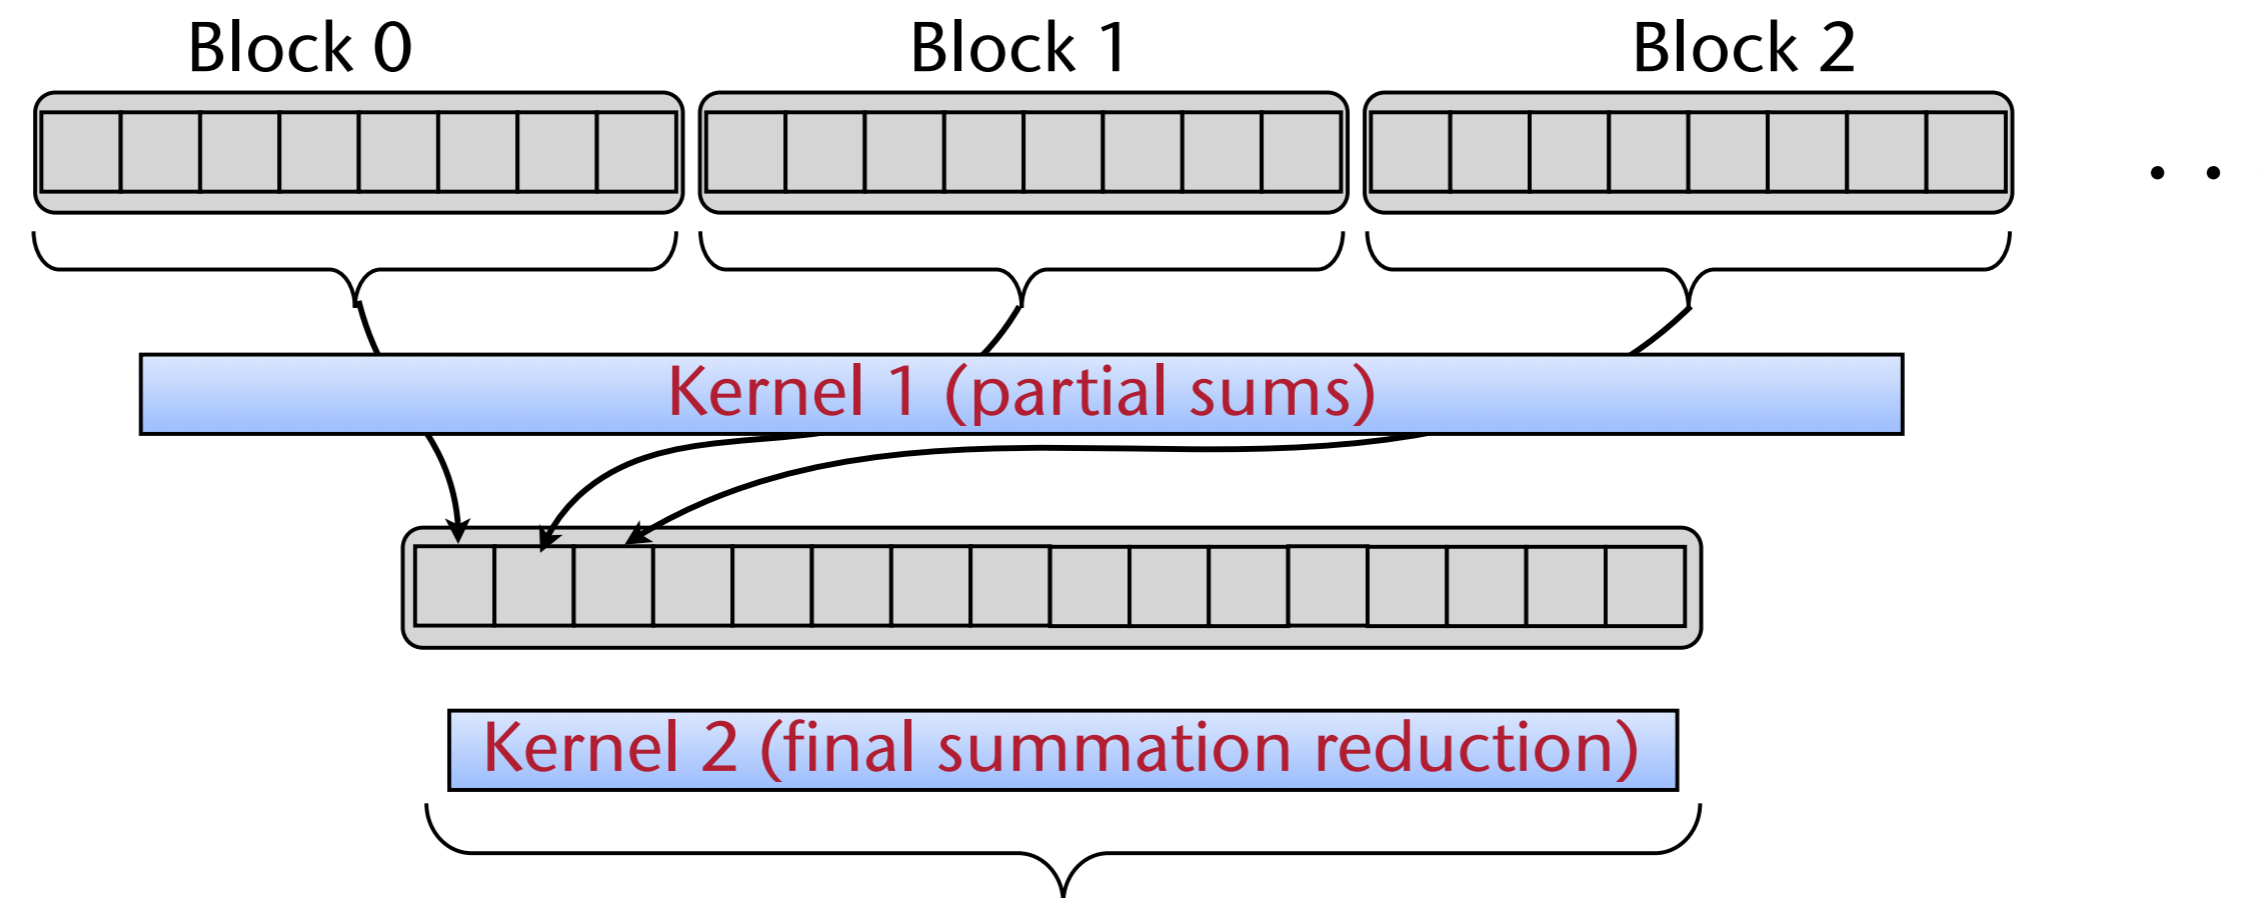 Block 0 Block 1 Block 2
. .
Kernel 1 (partial sums)
Kernel 2 (final summation reduction)